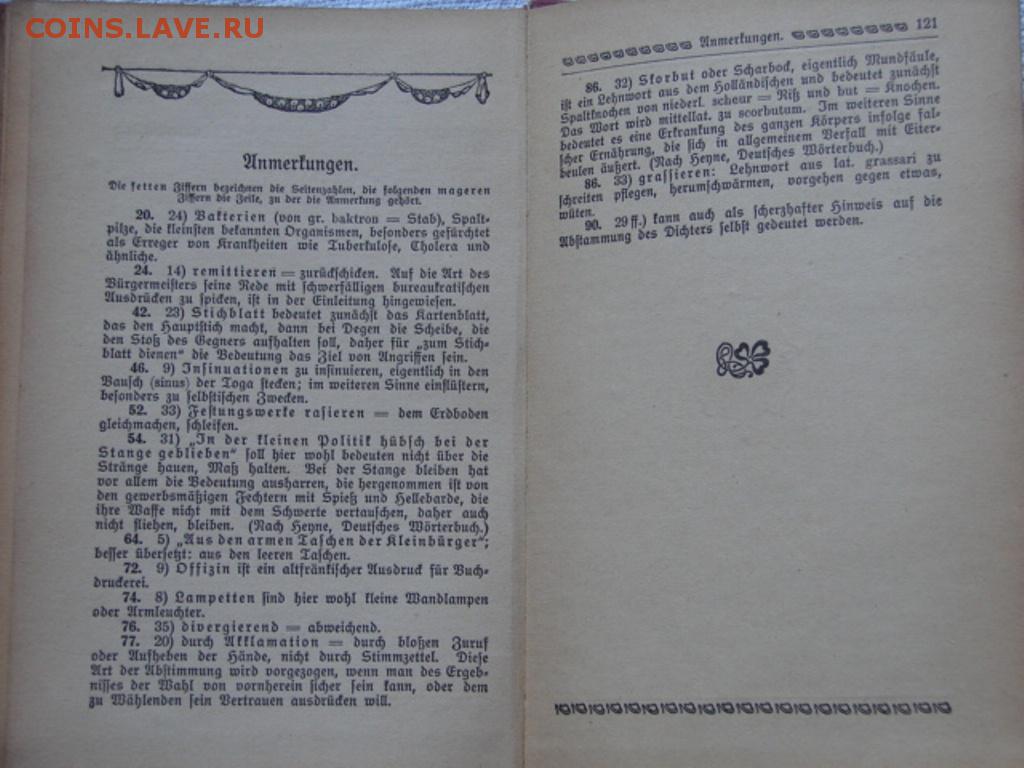 COINS.LAVE.RU
Anmerkungen.
Die fetten Ziffern bezeichnen die Seitenzahlen, die folgenden mageren
Ziffern die Zeile, zu der die Anmerkung gehört.
20. 24) Bakterien (von gr. baktron = Stab), Spalt-
pilze, die kleinsten bekannten Organismen, besonders gefürchtet
als Erreger von Krankheiten wie Tuberkulose, Cholera und
ähnliche.
24. 14) remittieren = zurückschicken. Auf die Art des
Bürgermeisters seine Rede mit schwerfälligen bureaukratischen
Ausdrücken zu spicken, ist in der Einleitung hingewiesen.
42. 23) Stichblatt bedeutet zunächst das Kartenblatt,
das den Hauptstich macht, dann bei Degen die Scheibe, die
den Stoß des Gegners aufhalten soll, daher für „zum Stich-
blatt dienen“ die Bedeutung das Ziel von Angriffen sein.
46. 9) Insinuationen zu insinuieren, eigentlich in den
Bausch (sinus) der Toga stecken; im weiteren Sinne einflüstern,
besonders zu selbstischen Zwecken.
52. 33) Festungswerke rasieren = dem Erdboden
gleichmachen, schleifen.
54. 31) „In der kleinen Politik hübsch bei der
Stange geblieben“ soll hier wohl bedeuten nicht über die
Stränge hauen, Maß halten. Bei der Stange bleiben hat
vor allem die Bedeutung ausharren, die hergenommen ist von
den gewerbsmäßigen Fechtern mit Spieß und Hellebarde, die
ihre Waffe nicht mit dem Schwerte vertauschen, daher auch
nicht fliehen, bleiben. (Nach Heyne, Deutsches Wörterbuch.)
64. 5) „Aus den armen Taschen der Kleinbürger“;
besser übersetzt: aus den leeren Taschen.
72. 9) Offizin ist ein altfränkischer Ausdruck für Buch-
druckerei.
74. 8) Lampetten sind hier wohl kleine Wandlampen
oder Armleuchter.
76. 35) divergierend = abweichend.
77. 20) durch Akklamation = durch bloßen Zuruf
oder Aufheben der Hände, nicht durch Stimmzettel. Diese
Art der Abstimmung wird vorgezogen, wenn man des Ergeb-
nisses der Wahl von vornherein sicher sein kann, oder dem
zu Wählenden sein Vertrauen ausdrücken will.
Anmerkungen. 121
86. 32) Skorbut oder Scharbock, eigentlich Mundfäule,
ist ein Lehnwort aus dem Holländischen und bedeutet zunächst
Spaltknochen von niederl. scheur = Riß und but = Knochen.
Das Wort wird mittellat. zu scorbutum. Im weiteren Sinne
bedeutet es eine Erkrankung des ganzen Körpers infolge fal-
scher Ernährung, die sich in allgemeinem Verfall mit Eiter-
beulen äußert. (Nach Heyne, Deutsches Wörterbuch.)
86. 33) grassieren: Lehnwort aus lat. grassari zu
schreiten pflegen, herumschwärmen, vorgehen gegen etwas,
wüten.
90. 29 ff.) kann auch als scherzhafter Hinweis auf die
Abstammung des Dichters selbst gedeutet werden.